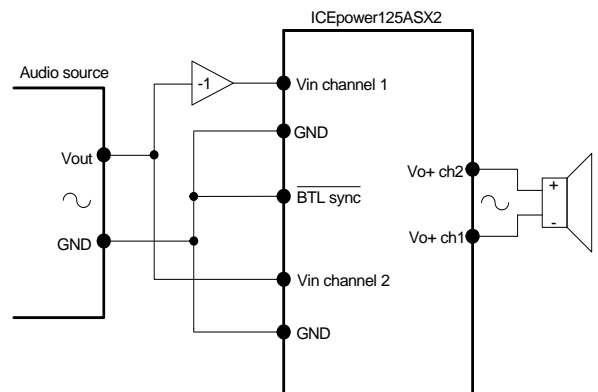 ICEpower125ASX2
Audio source
-1
Vin channel 1
GND
Vout
Vo+ ch2
BTL sync
+
-
GND
Vo+ ch1
Vin channel 2
GND